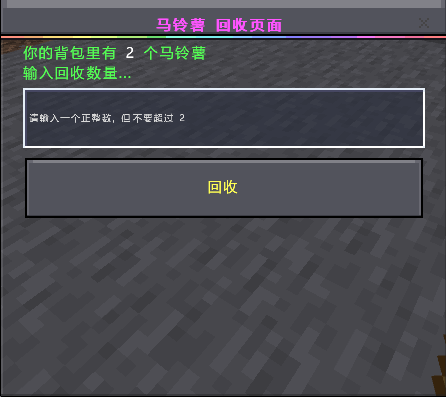 马铃薯 回收页面
你的背包里有 2 个马铃薯
输入回收数量...
请输入一个正整数, 但不要超过 2
回收